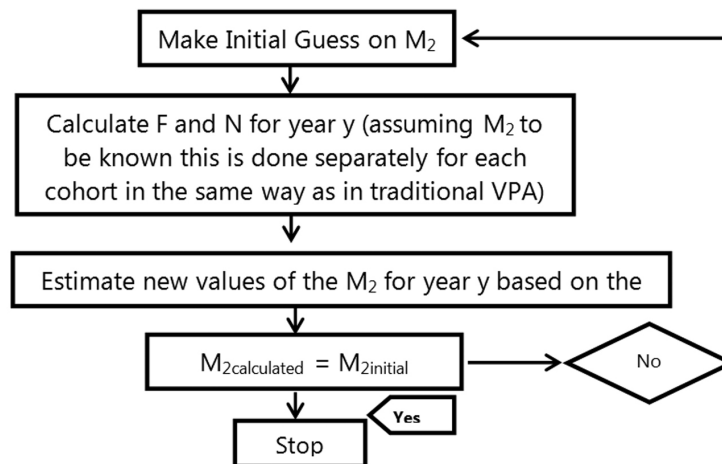 Make Initial Guess on M₂
Calculate F and N for year y (assuming M₂ to
be known this is done separately for each
cohort in the same way as in traditional VPA)
Estimate new values of the M₂ for year y based on the
M₂calculated = M₂initial
No
Yes
Stop